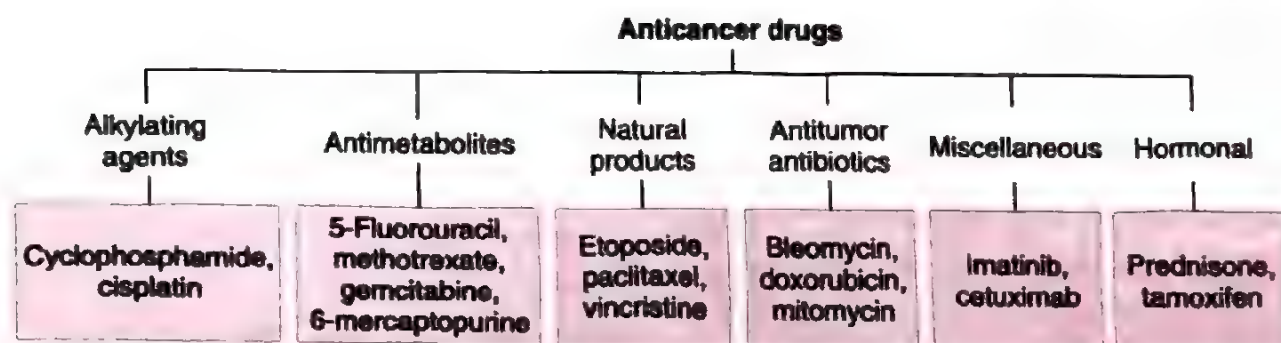 Anticancer drugs
Alkylating
agents
Antimetabolites
Natural
products
Antitumor
antibiotics
Miscellaneous
Hormonal
Cyclophosphamide,
cisplatin
5-Fluorouracil,
methotrexate,
gemcitabine,
6-mercaptopurine
Etoposide,
paclitaxel,
vincristine
Bleomycin,
doxorubicin,
mitomycin
Imatinib,
cetuximab
Prednisone,
tamoxifen